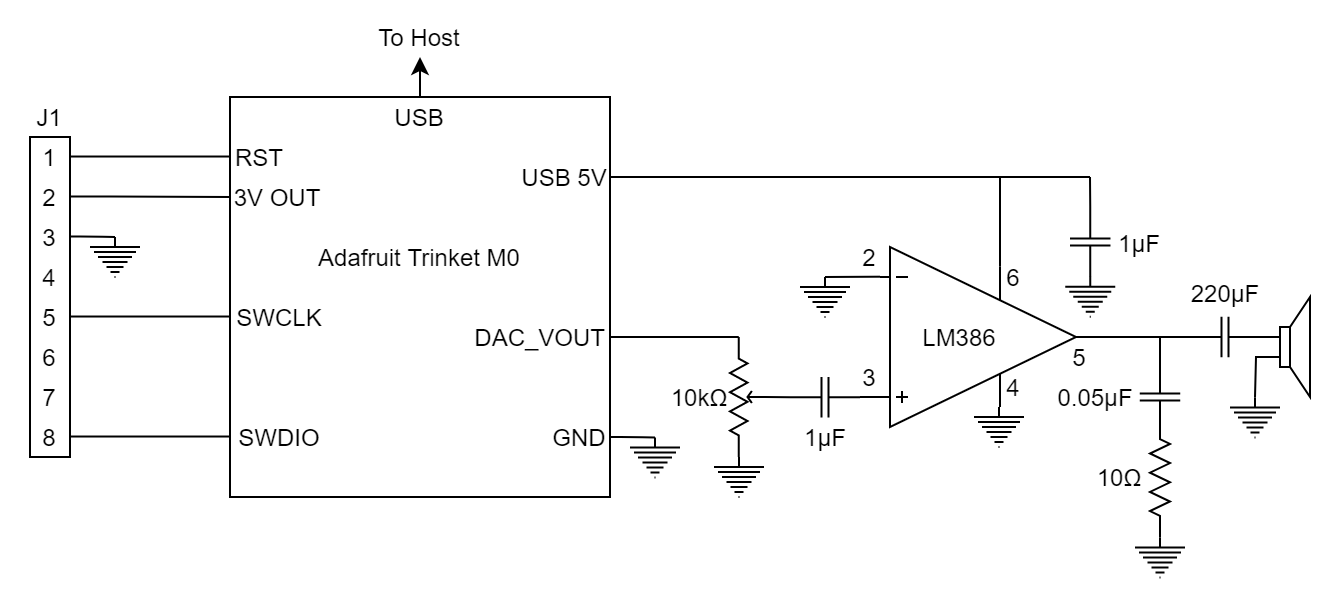 To Host
J1
USB
1
RST
2
3V OUT
USB 5V
3
4
Adafruit Trinket M0
5
SWCLK
6
DAC_VOUT
7
8
SWDIO
GND
10kΩ
1µF
2
3
LM386
6
4
5
1µF
220µF
0.05µF
10Ω